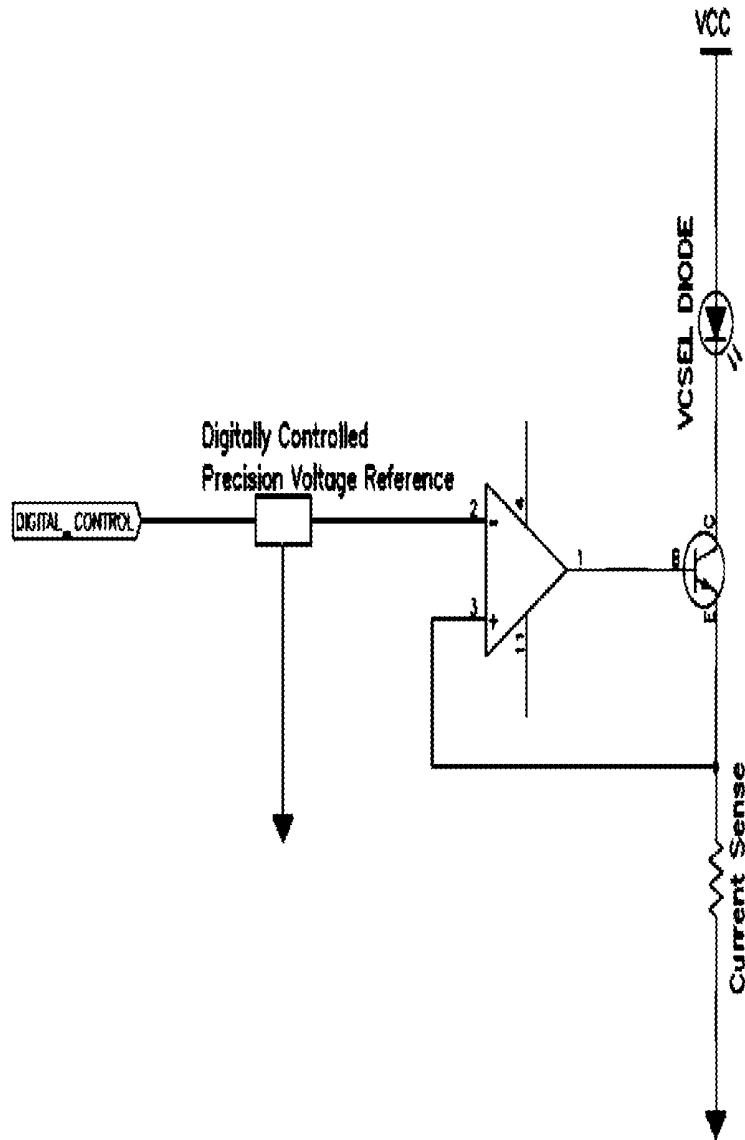 VCC
VCSEL DIODE
Digitally Controlled
Precision Voltage Reference
DIGITAL_CONTROL
2
-
4
3
+
11
1
B
C
E
Current Sense